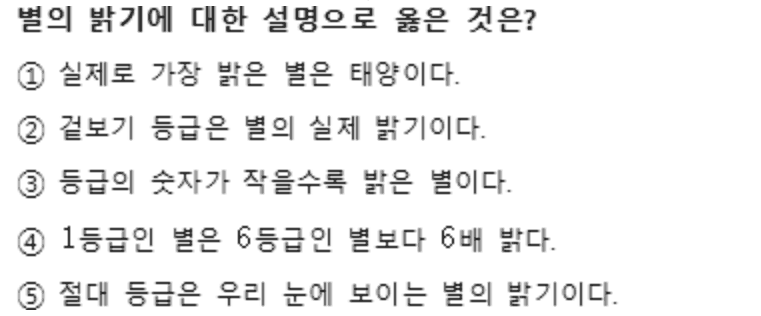 별의 밝기에 대한 설명으로 옳은 것은?
① 실제로 가장 밝은 별은 태양이다.
② 겉보기 등급은 별의 실제 밝기이다.
③ 등급의 숫자가 작을수록 밝은 별이다.
④ 1등급인 별은 6등급인 별보다 6배 밝다.
⑤ 절대 등급은 우리 눈에 보이는 별의 밝기이다.